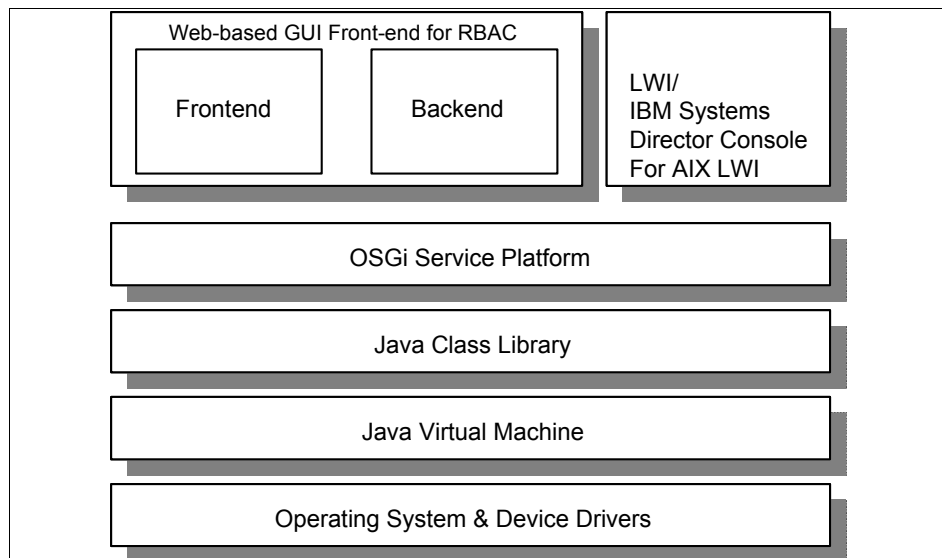 Web-based GUI Front-end for RBAC
Frontend
Backend
LWI/
IBM Systems
Director Console
For AIX LWI
OSGi Service Platform
Java Class Library
Java Virtual Machine
Operating System & Device Drivers